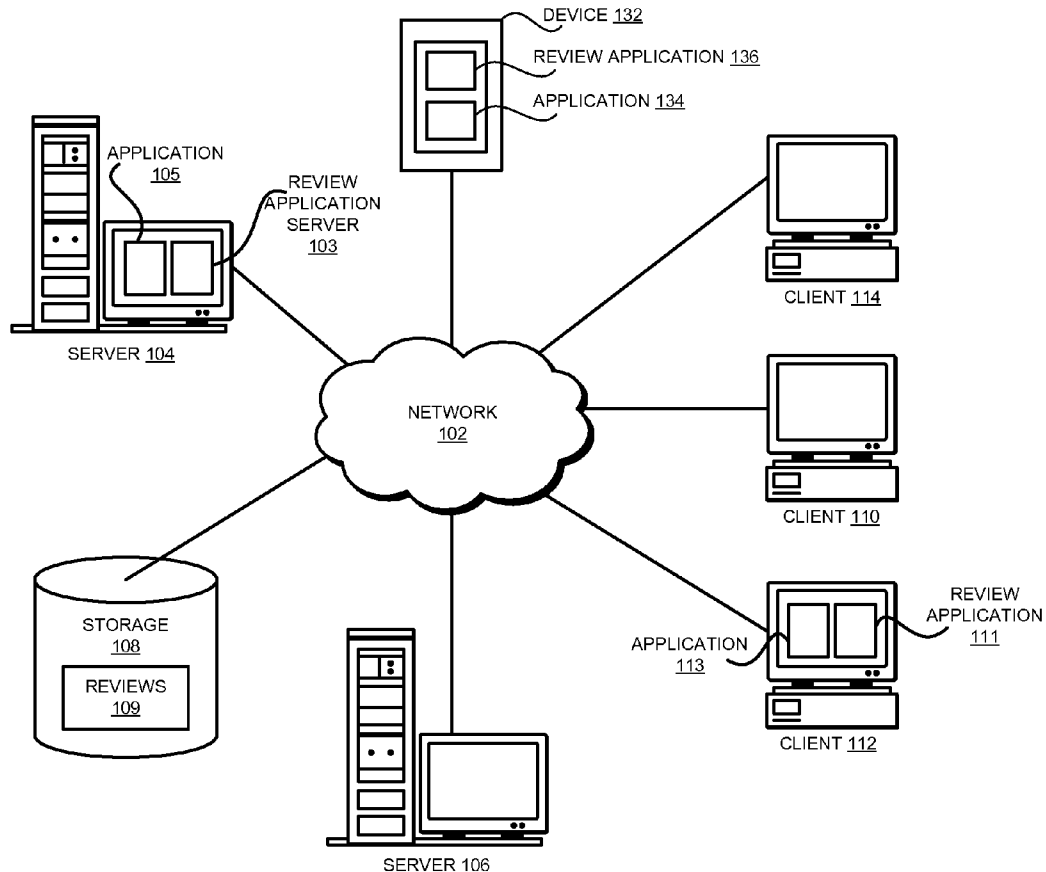 DEVICE 132
REVIEW APPLICATION 136
APPLICATION 134
APPLICATION
105
REVIEW
APPLICATION
SERVER
103
SERVER 104
CLIENT 114
NETWORK
102
CLIENT 110
STORAGE
108
REVIEWS
109
APPLICATION
113
REVIEW
APPLICATION
111
CLIENT 112
SERVER 106